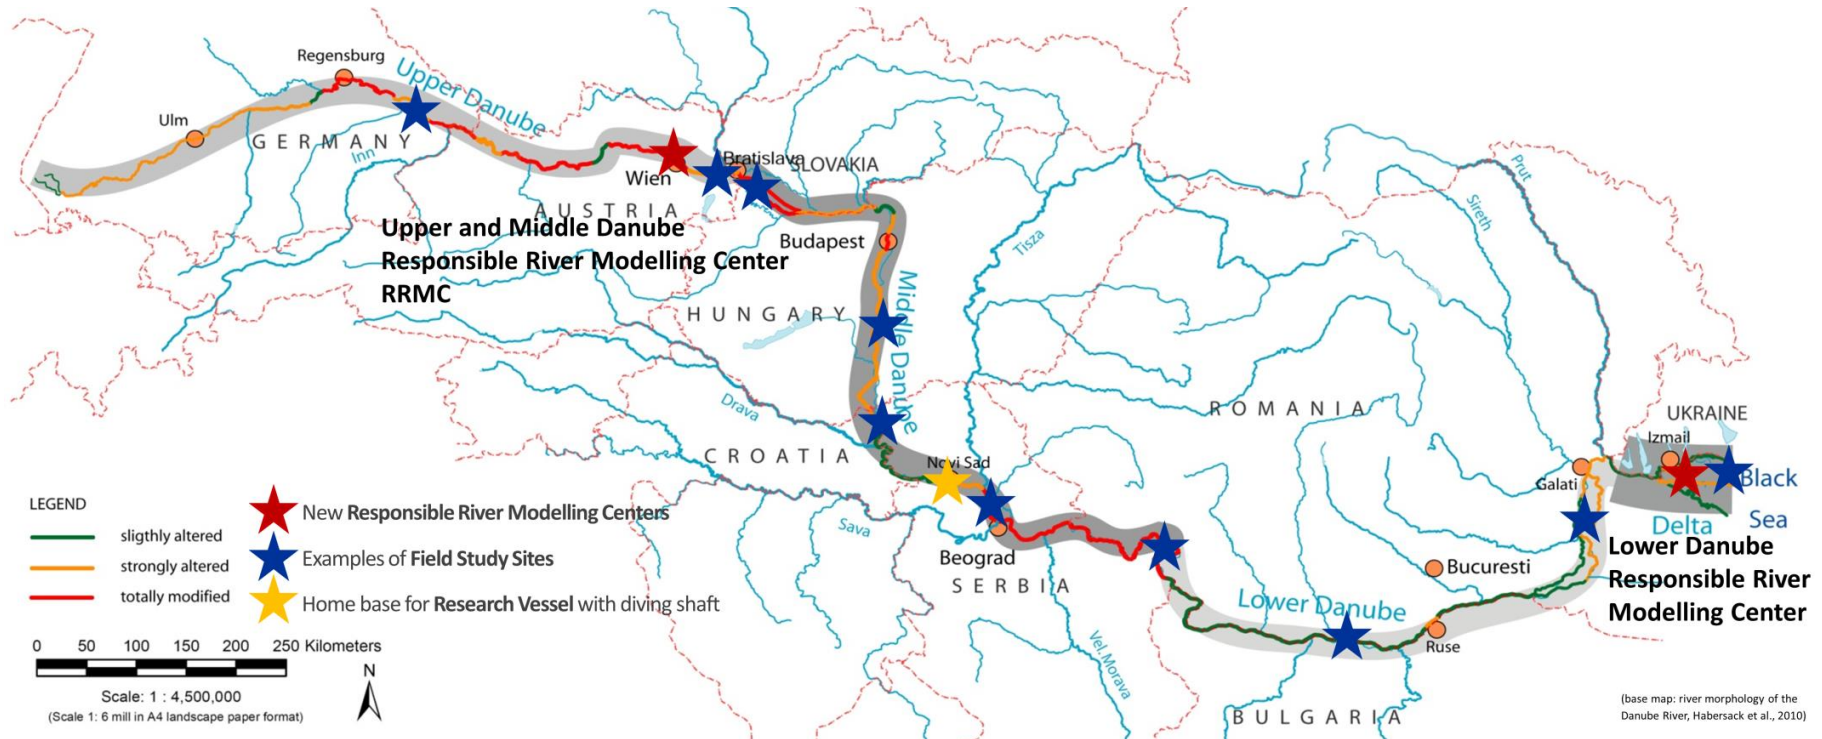 Regensburg
Upper Danube
Ulm
GERMANY
Inn
Bratislava
SLOVAKIA
Wien
AUSTRIA
Upper and Middle Danube
Responsible River Modelling Center
RRMC
Budapest
HUNGARY
Middle Danube
Tisza
Prut
Sireth
Drava
CROATIA
Novi Sad
Sava
Beograd
SERBIA
Vel.Morava
ROMANIA
UKRAINE
Izmail
Galati
Black
Sea
Delta
Bucuresti
Lower Danube
Responsible River
Modelling Center
Lower Danube
Ruse
BULGARIA
LEGEND
sligthly altered
strongly altered
totally modified
New Responsible River Modelling Centers
Examples of Field Study Sites
Home base for Research Vessel with diving shaft
0 50 100 150 200 250 Kilometers
N
Scale: 1 : 4,500,000
(Scale 1: 6 mill in A4 landscape paper format)
(base map: river morphology of the
Danube River, Habersack et al., 2010)